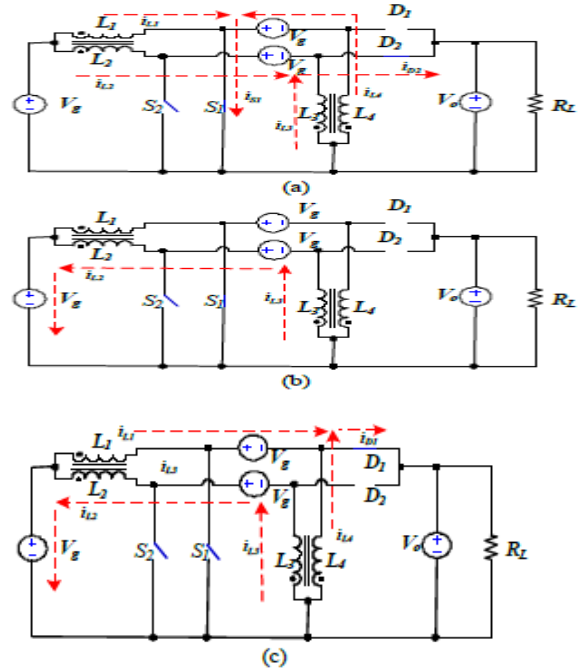 L1 iL1 Vg D1
L2 Vg D2
iL2 iS1 iL4 iD2
Vg S2 S1 iL3 L3 L4 Vo RL
(a)
L1 Vg D1
L2 Vg D2
iL2
Vg S2 S1 iL3 L3 L4 Vo RL
(b)
iL1 iD1
L1 iL3 Vg D1
L2 Vg D2
iL2 iL4
Vg S2 S1 iL3 L3 L4 Vo RL
(c)